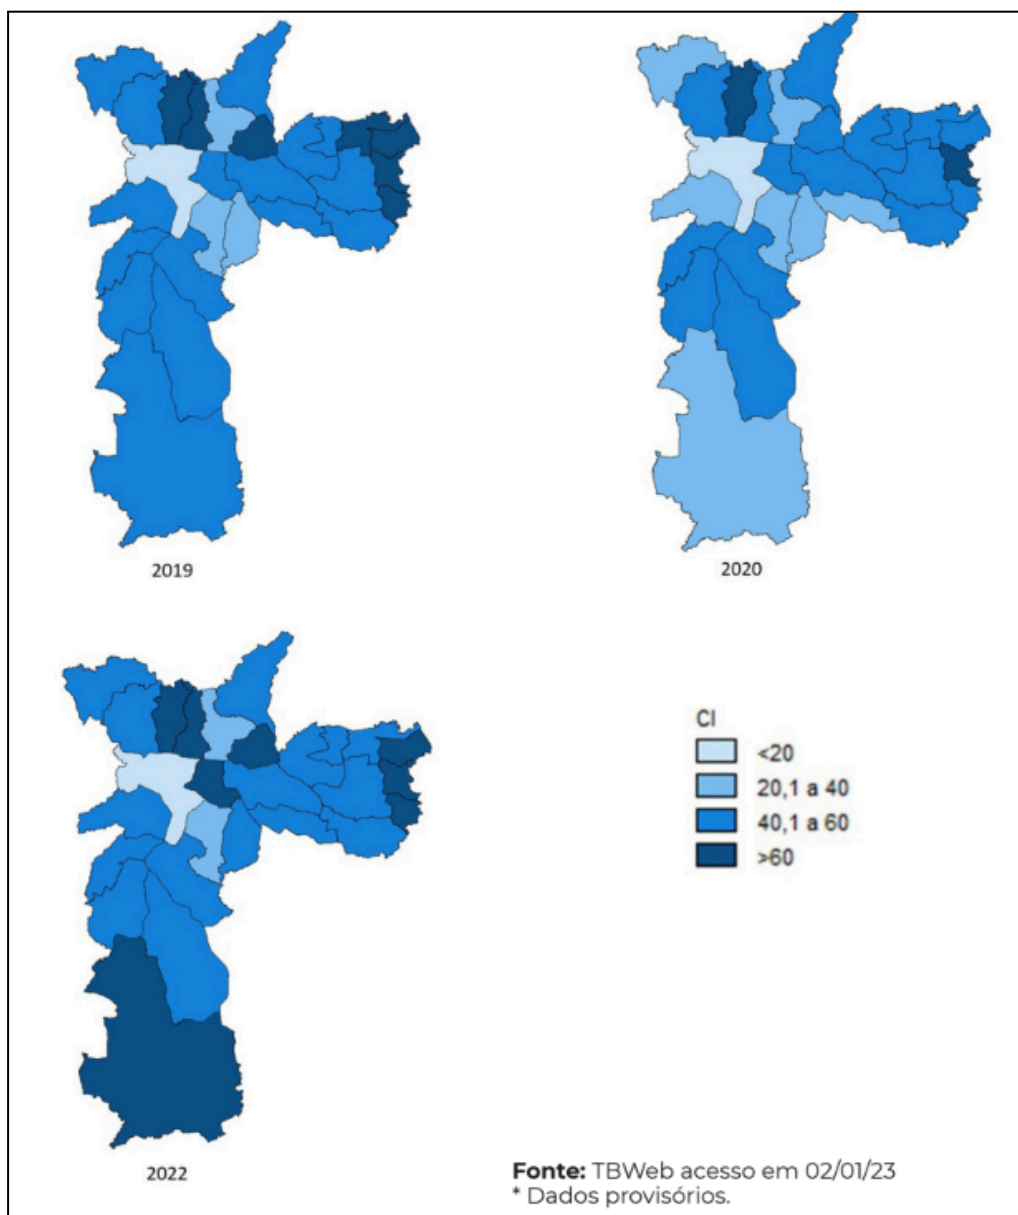 2019
2020
CI
<20
20,1 a 40
40,1 a 60
>60
2022
Fonte: TBWeb acesso em 02/01/23
* Dados provisórios.